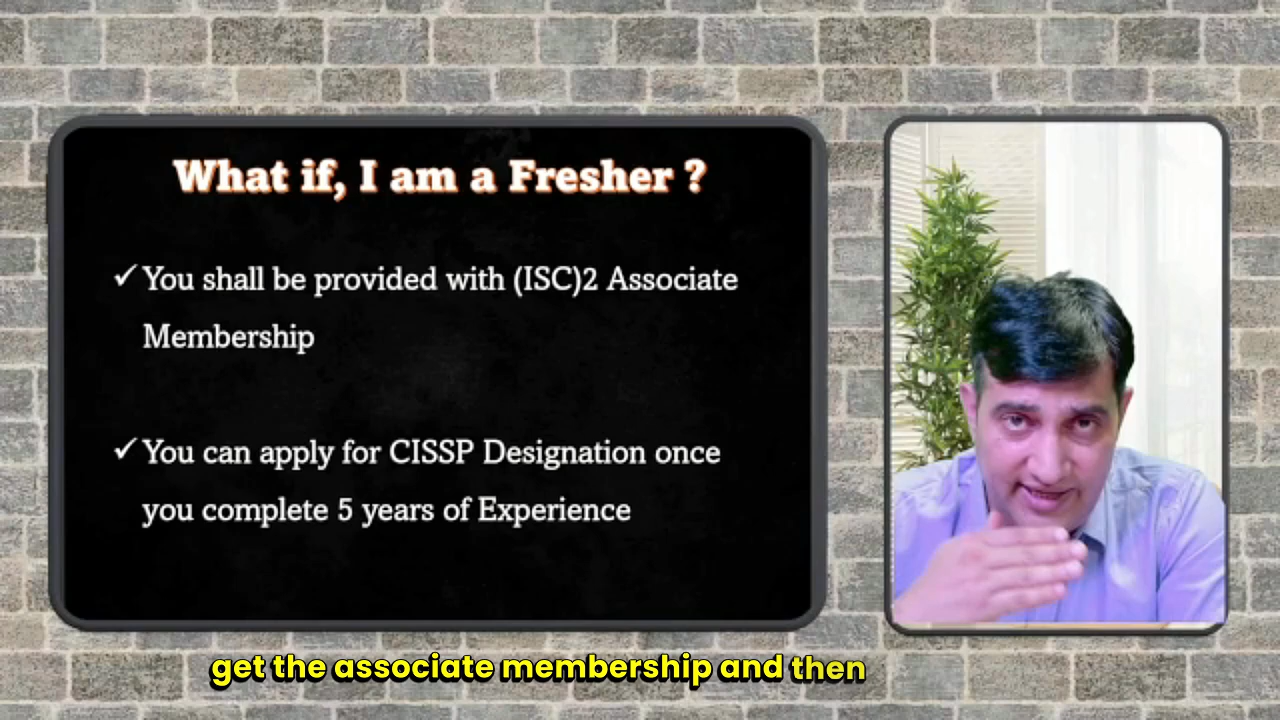 What if, I am a Fresher ?
✓ You shall be provided with (ISC)2 Associate
Membership
✓ You can apply for CISSP Designation once
you complete 5 years of Experience
get the associate membership and then